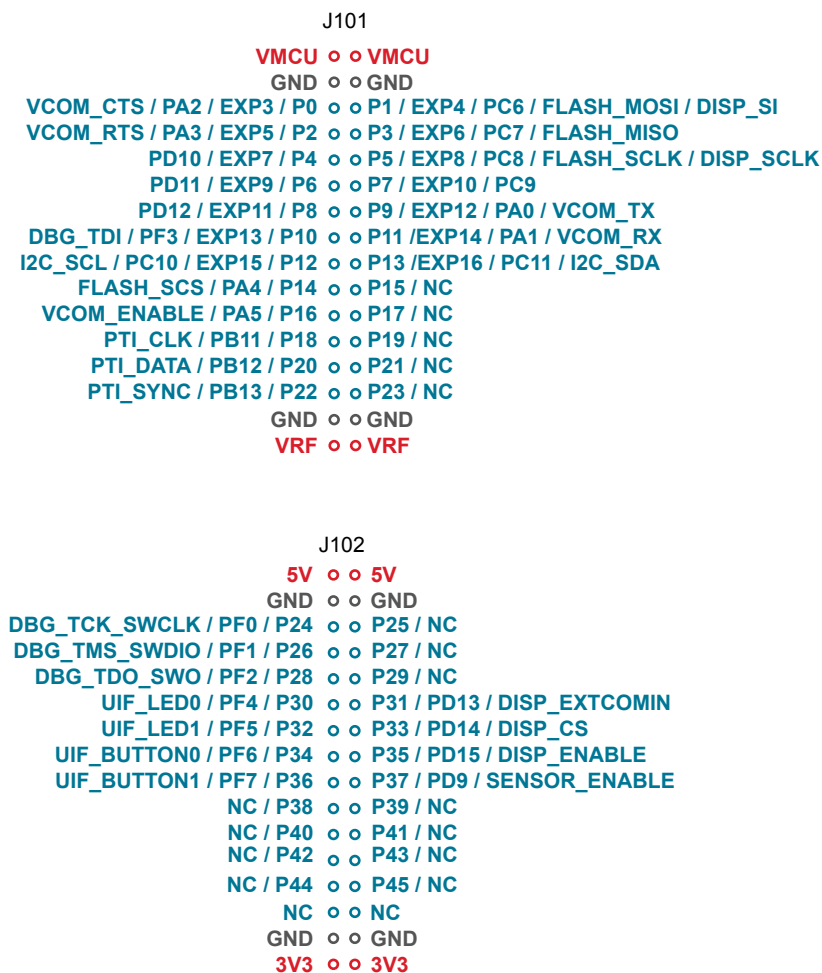 J101
VMCU VMCU
GND GND
VCOM_CTS / PA2 / EXP3 / P0 P1 / EXP4 / PC6 / FLASH_MOSI / DISP_SI
VCOM_RTS / PA3 / EXP5 / P2 P3 / EXP6 / PC7 / FLASH_MISO
PD10 / EXP7 / P4 P5 / EXP8 / PC8 / FLASH_SCLK / DISP_SCLK
PD11 / EXP9 / P6 P7 / EXP10 / PC9
PD12 / EXP11 / P8 P9 / EXP12 / PA0 / VCOM_TX
DBG_TDI / PF3 / EXP13 / P10 P11 /EXP14 / PA1 / VCOM_RX
I2C_SCL / PC10 / EXP15 / P12 P13 /EXP16 / PC11 / I2C_SDA
FLASH_SCS / PA4 / P14 P15 / NC
VCOM_ENABLE / PA5 / P16 P17 / NC
PTI_CLK / PB11 / P18 P19 / NC
PTI_DATA / PB12 / P20 P21 / NC
PTI_SYNC / PB13 / P22 P23 / NC
GND GND
VRF VRF
J102
5V 5V
GND GND
DBG_TCK_SWCLK / PF0 / P24 P25 / NC
DBG_TMS_SWDIO / PF1 / P26 P27 / NC
DBG_TDO_SWO / PF2 / P28 P29 / NC
UIF_LED0 / PF4 / P30 P31 / PD13 / DISP_EXTCOMIN
UIF_LED1 / PF5 / P32 P33 / PD14 / DISP_CS
UIF_BUTTON0 / PF6 / P34 P35 / PD15 / DISP_ENABLE
UIF_BUTTON1 / PF7 / P36 P37 / PD9 / SENSOR_ENABLE
NC / P38 P39 / NC
NC / P40 P41 / NC
NC / P42 P43 / NC
NC / P44 P45 / NC
NC NC
GND GND
3V3 3V3